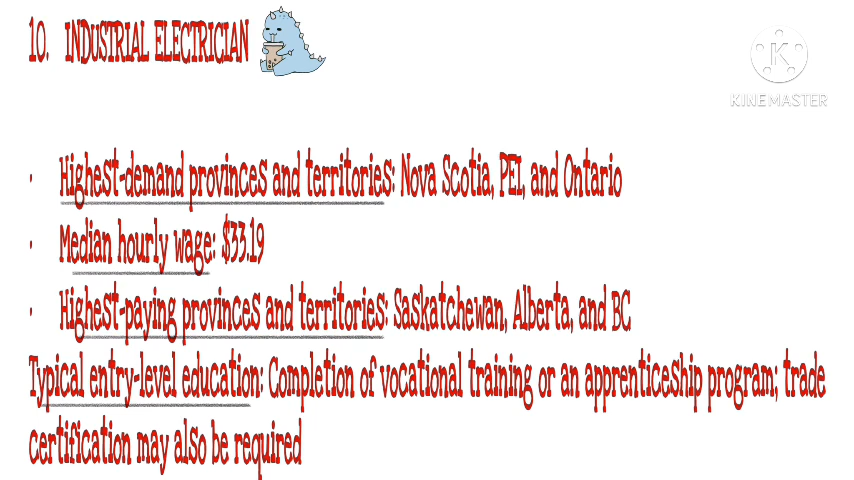 10. INDUSTRIAL ELECTRICIAN
K
KINEMASTER
· Highest-demand provinces and territories: Nova Scotia, PEI, and Ontario
· Median hourly wage: $33.19
· Highest-paying provinces and territories: Saskatchewan, Alberta, and BC
Typical entry-level education: Completion of vocational training or an apprenticeship program; trade
certification may also be required